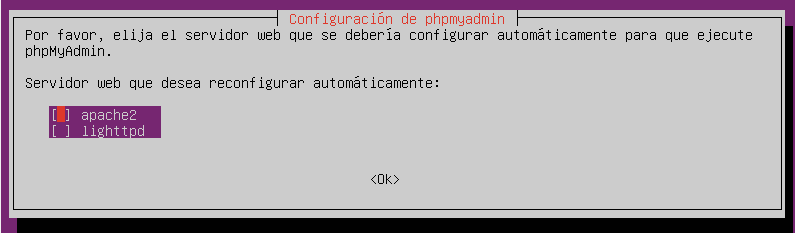 Configuración de phpmyadmin
Por favor, elija el servidor web que se debería configurar automáticamente para que ejecute
phpMyAdmin.
Servidor web que desea reconfigurar automáticamente:
[ ] apache2
[ ] lighttpd
<Ok>